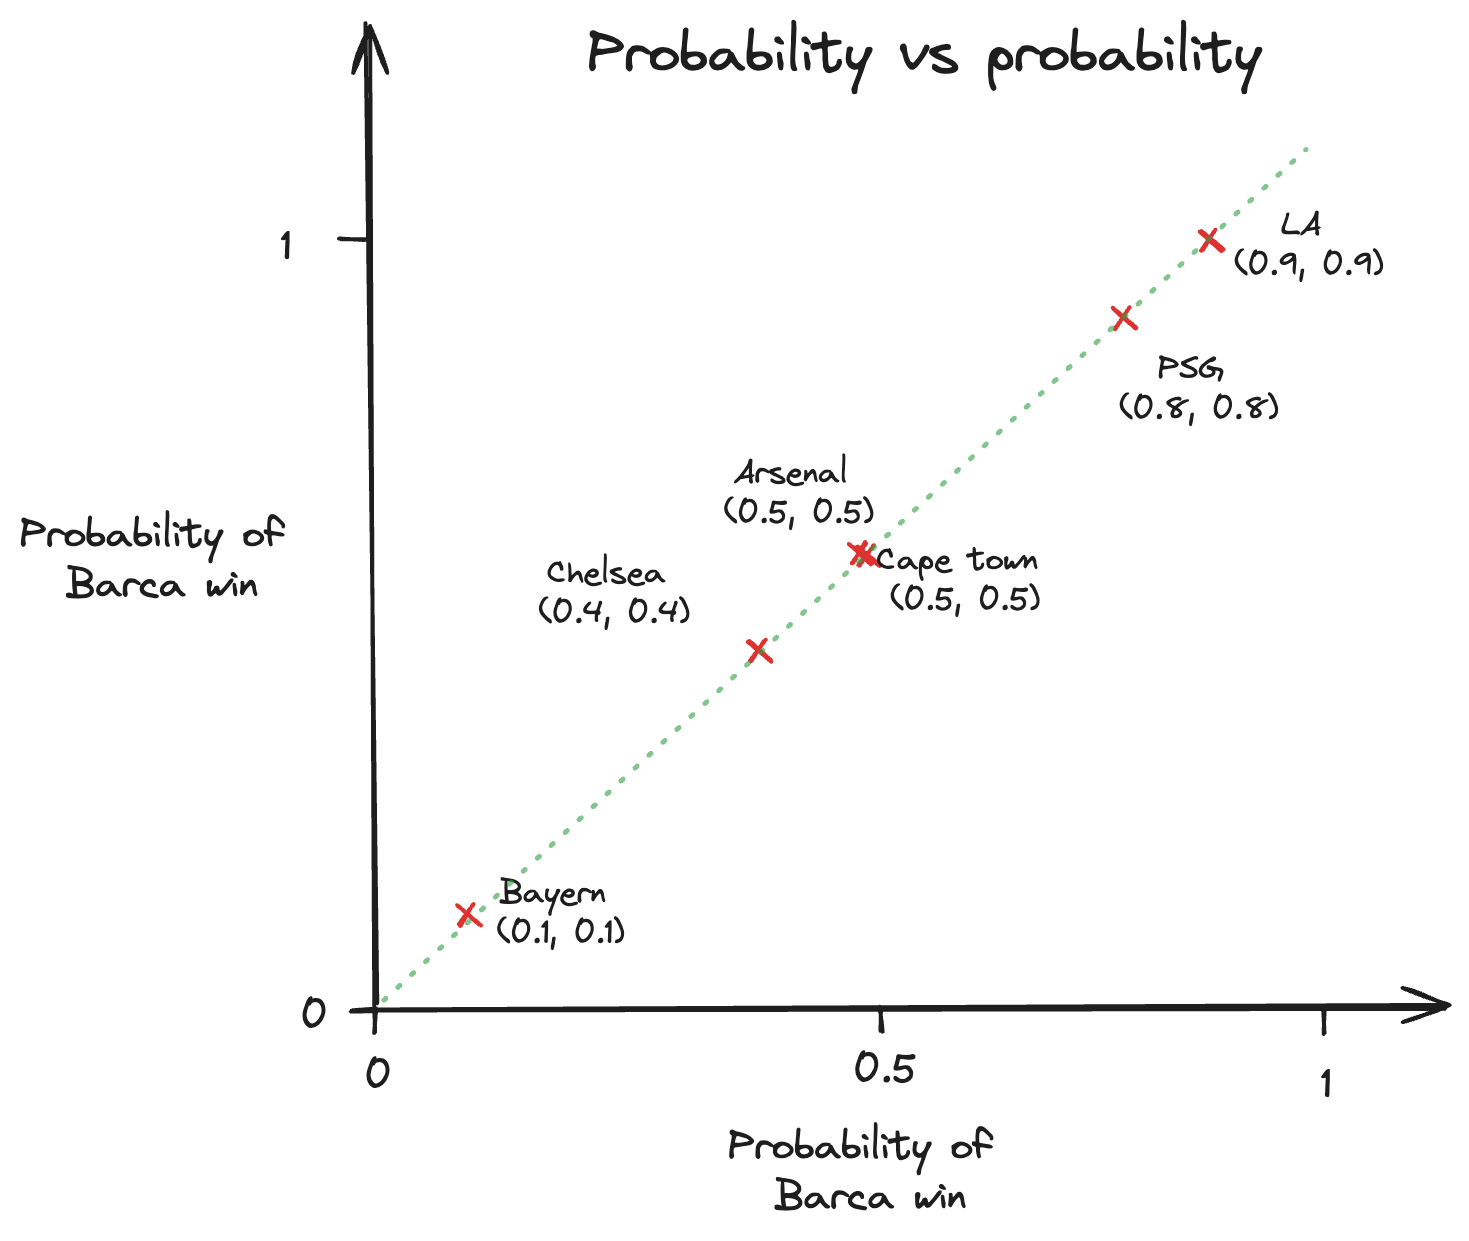 Probability vs probability
1
LA
(0.9, 0.9)
PSG
(0.8, 0.8)
Arsenal
(0.5, 0.5)
Probability of
Barca win
Chelsea
(0.4, 0.4)
Cape town
(0.5, 0.5)
Bayern
(0.1, 0.1)
0
0
0.5
1
Probability of
Barca win